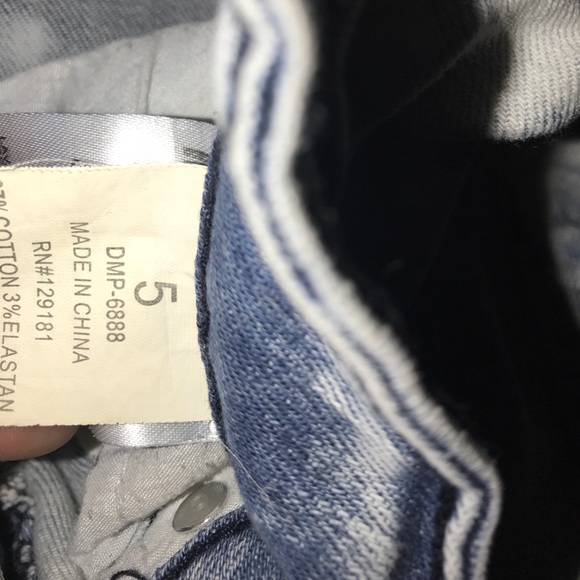 5
DMP-6888
MADE IN CHINA
RN#129181
COTTON 3%ELASTAN